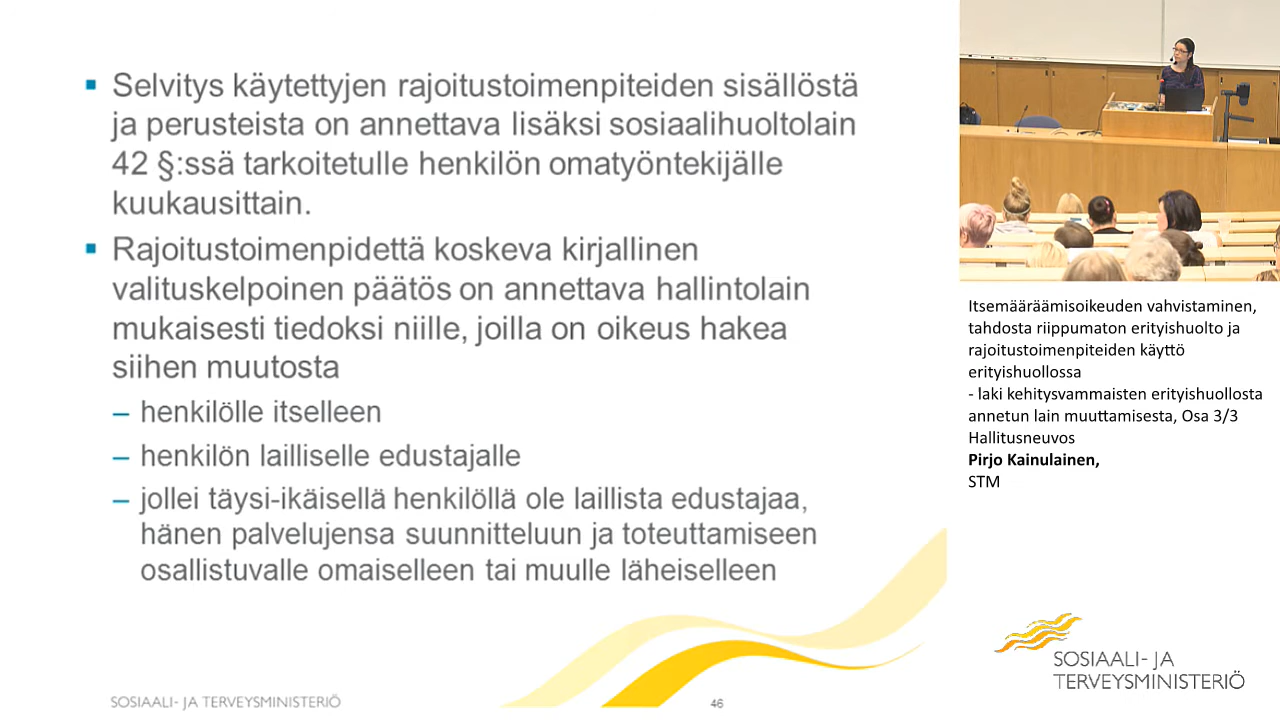 Selvitys käytettyjen rajoitustoimenpiteiden sisällöstä
ja perusteista on annettava lisäksi sosiaalihuoltolain
42 §:ssä tarkoitetulle henkilön omatyöntekijälle
kuukausittain.
Rajoitustoimenpidettä koskeva kirjallinen
valituskelpoinen päätös on annettava hallintolain
mukaisesti tiedoksi niille, joilla on oikeus hakea
siihen muutosta
– henkilölle itselleen
– henkilön lailliselle edustajalle
– jollei täysi-ikäisellä henkilöllä ole laillista edustajaa,
hänen palvelujensa suunnitteluun ja toteuttamiseen
osallistuvalle omaiselleen tai muulle läheiselleen
SOSIAALI- JA TERVEYSMINISTERIÖ
46
Itsemääräämisoikeuden vahvistaminen,
tahdosta riippumaton erityishuolto ja
rajoitustoimenpiteiden käyttö
erityishuollossa
- laki kehitysvammaisten erityishuollosta
annetun lain muuttamisesta, Osa 3/3
Hallitusneuvos
Pirjo Kainulainen,
STM
SOSIAALI- JA
TERVEYSMINISTERIÖ